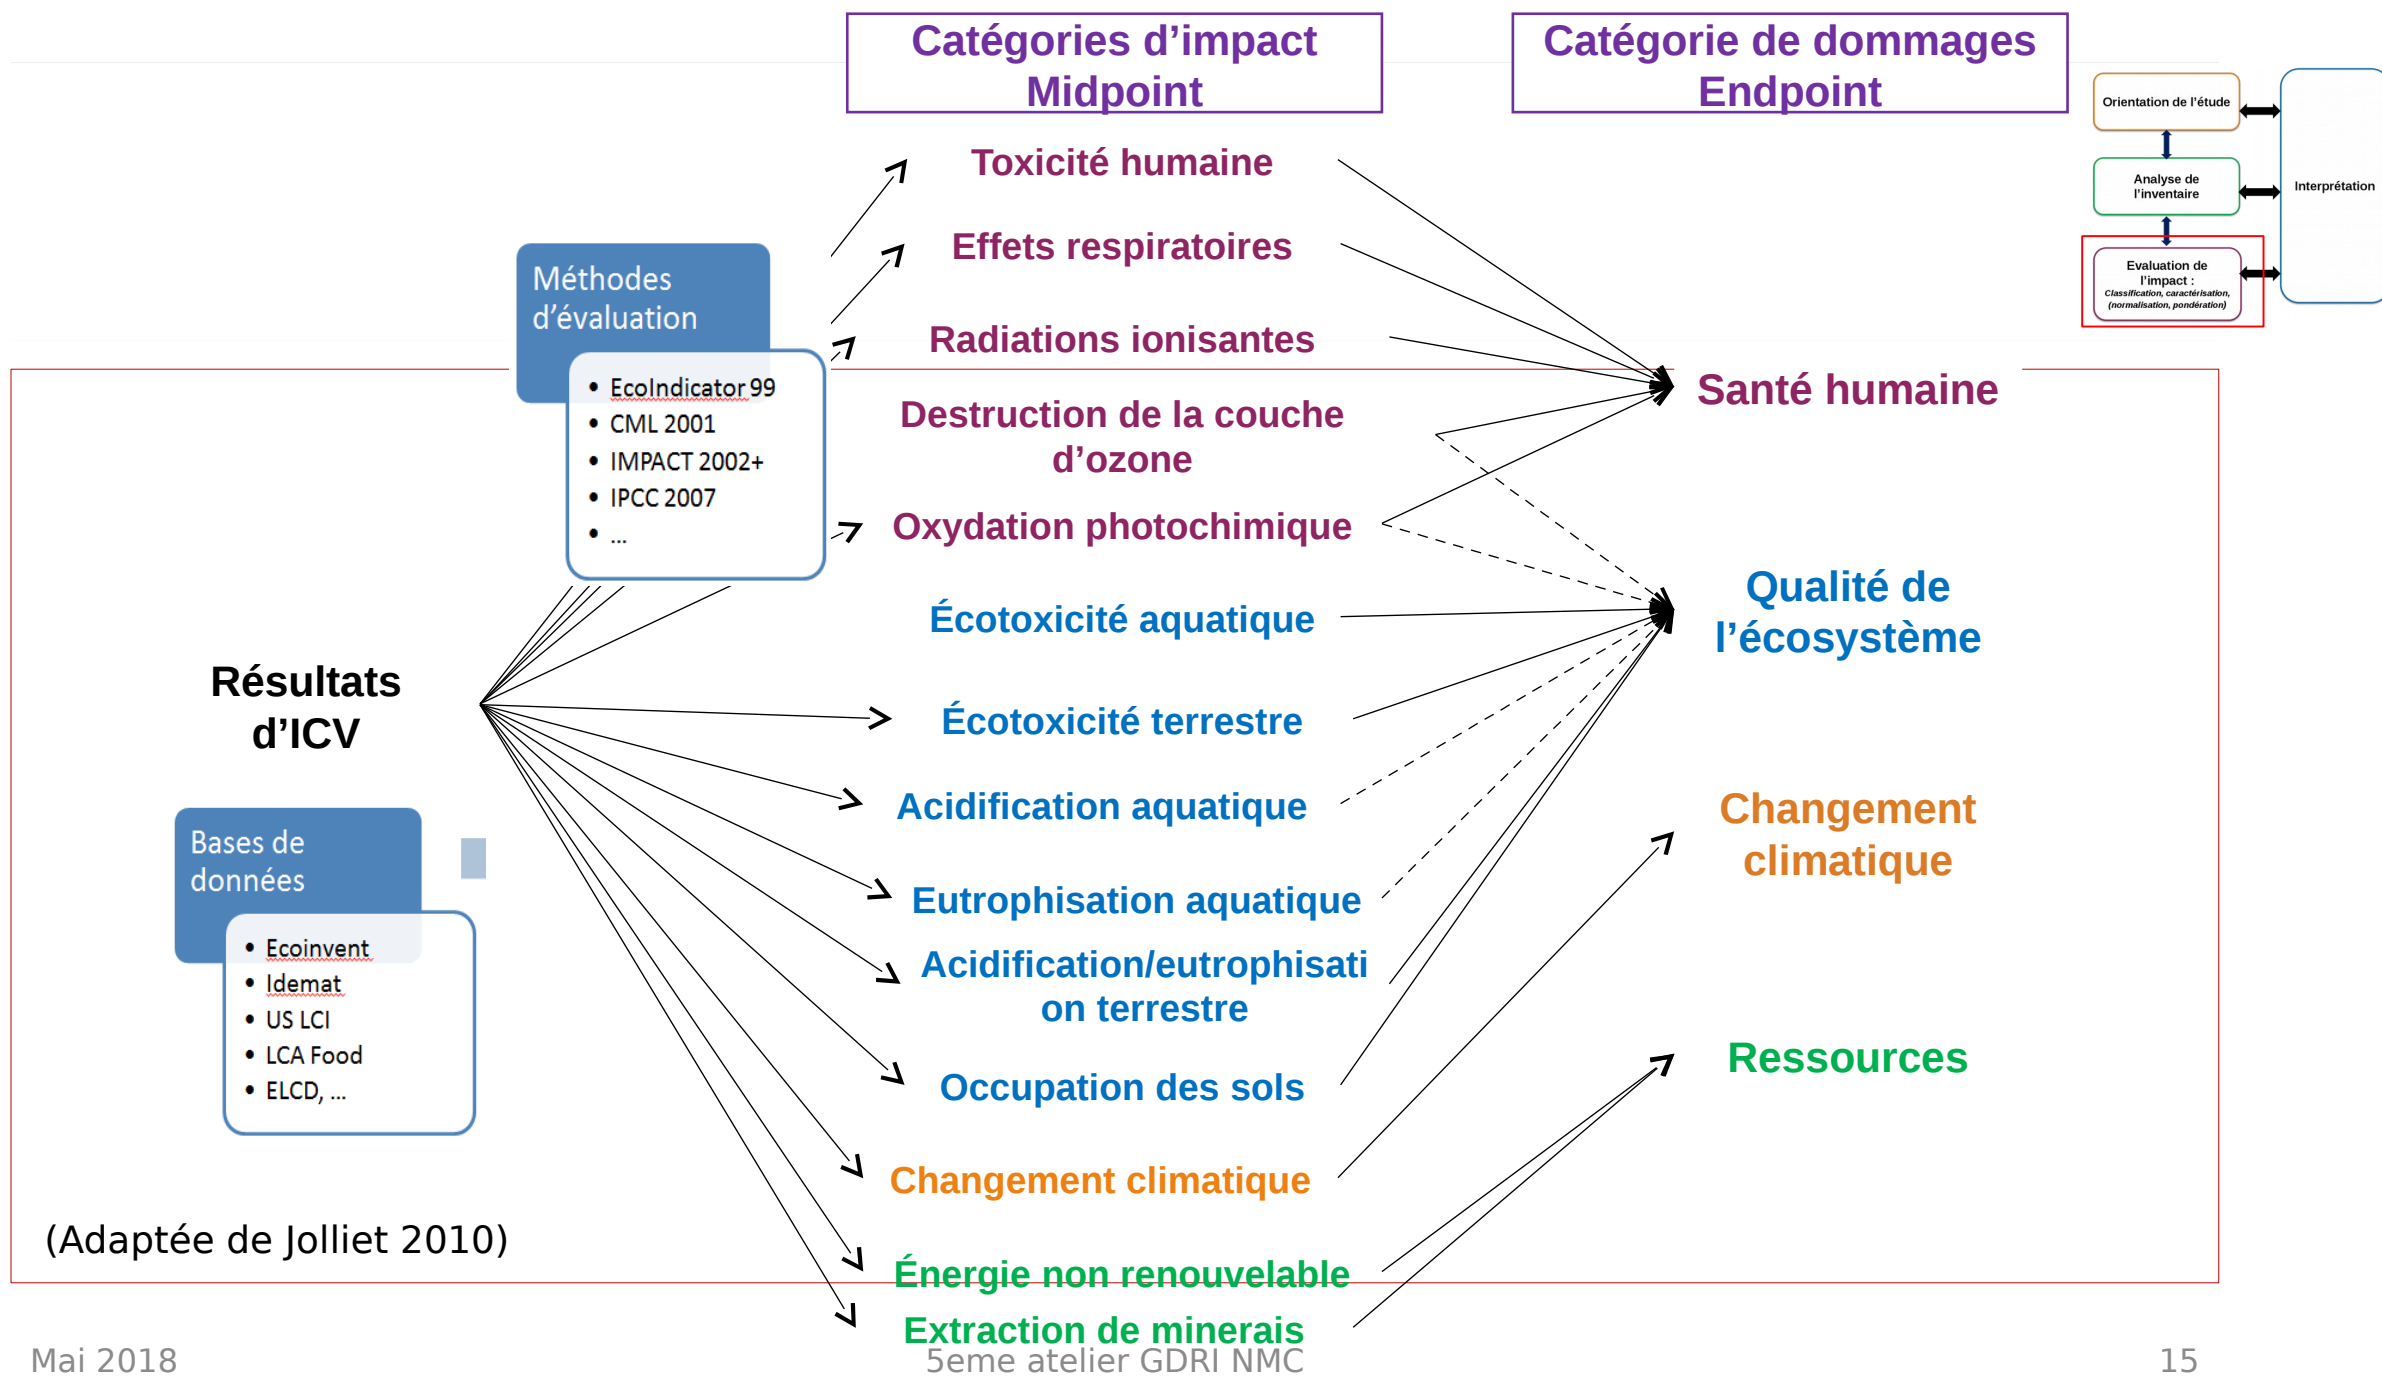 Catégories d’impact
Midpoint
Catégorie de dommages
Endpoint
Orientation de l’étude
Analyse de
l’inventaire
Evaluation de
l’impact :
Classification, caractérisation,
(normalisation, pondération)
Interprétation
Méthodes
d’évaluation
• EcoIndicator 99
• CML 2001
• IMPACT 2002+
• IPCC 2007
• ...
Résultats
d’ICV
Bases de
données
• Ecoinvent
• Idemat
• US LCI
• LCA Food
• ELCD, ...
(Adaptée de Jolliet 2010)
Toxicité humaine
Effets respiratoires
Radiations ionisantes
Destruction de la couche
d’ozone
Oxydation photochimique
Écotoxicité aquatique
Écotoxicité terrestre
Acidification aquatique
Eutrophisation aquatique
Acidification/eutrophisati
on terrestre
Occupation des sols
Changement climatique
Énergie non renouvelable
Extraction de minerais
Santé humaine
Qualité de
l’écosystème
Changement
climatique
Ressources
Mai 2018
5eme atelier GDRI NMC
15